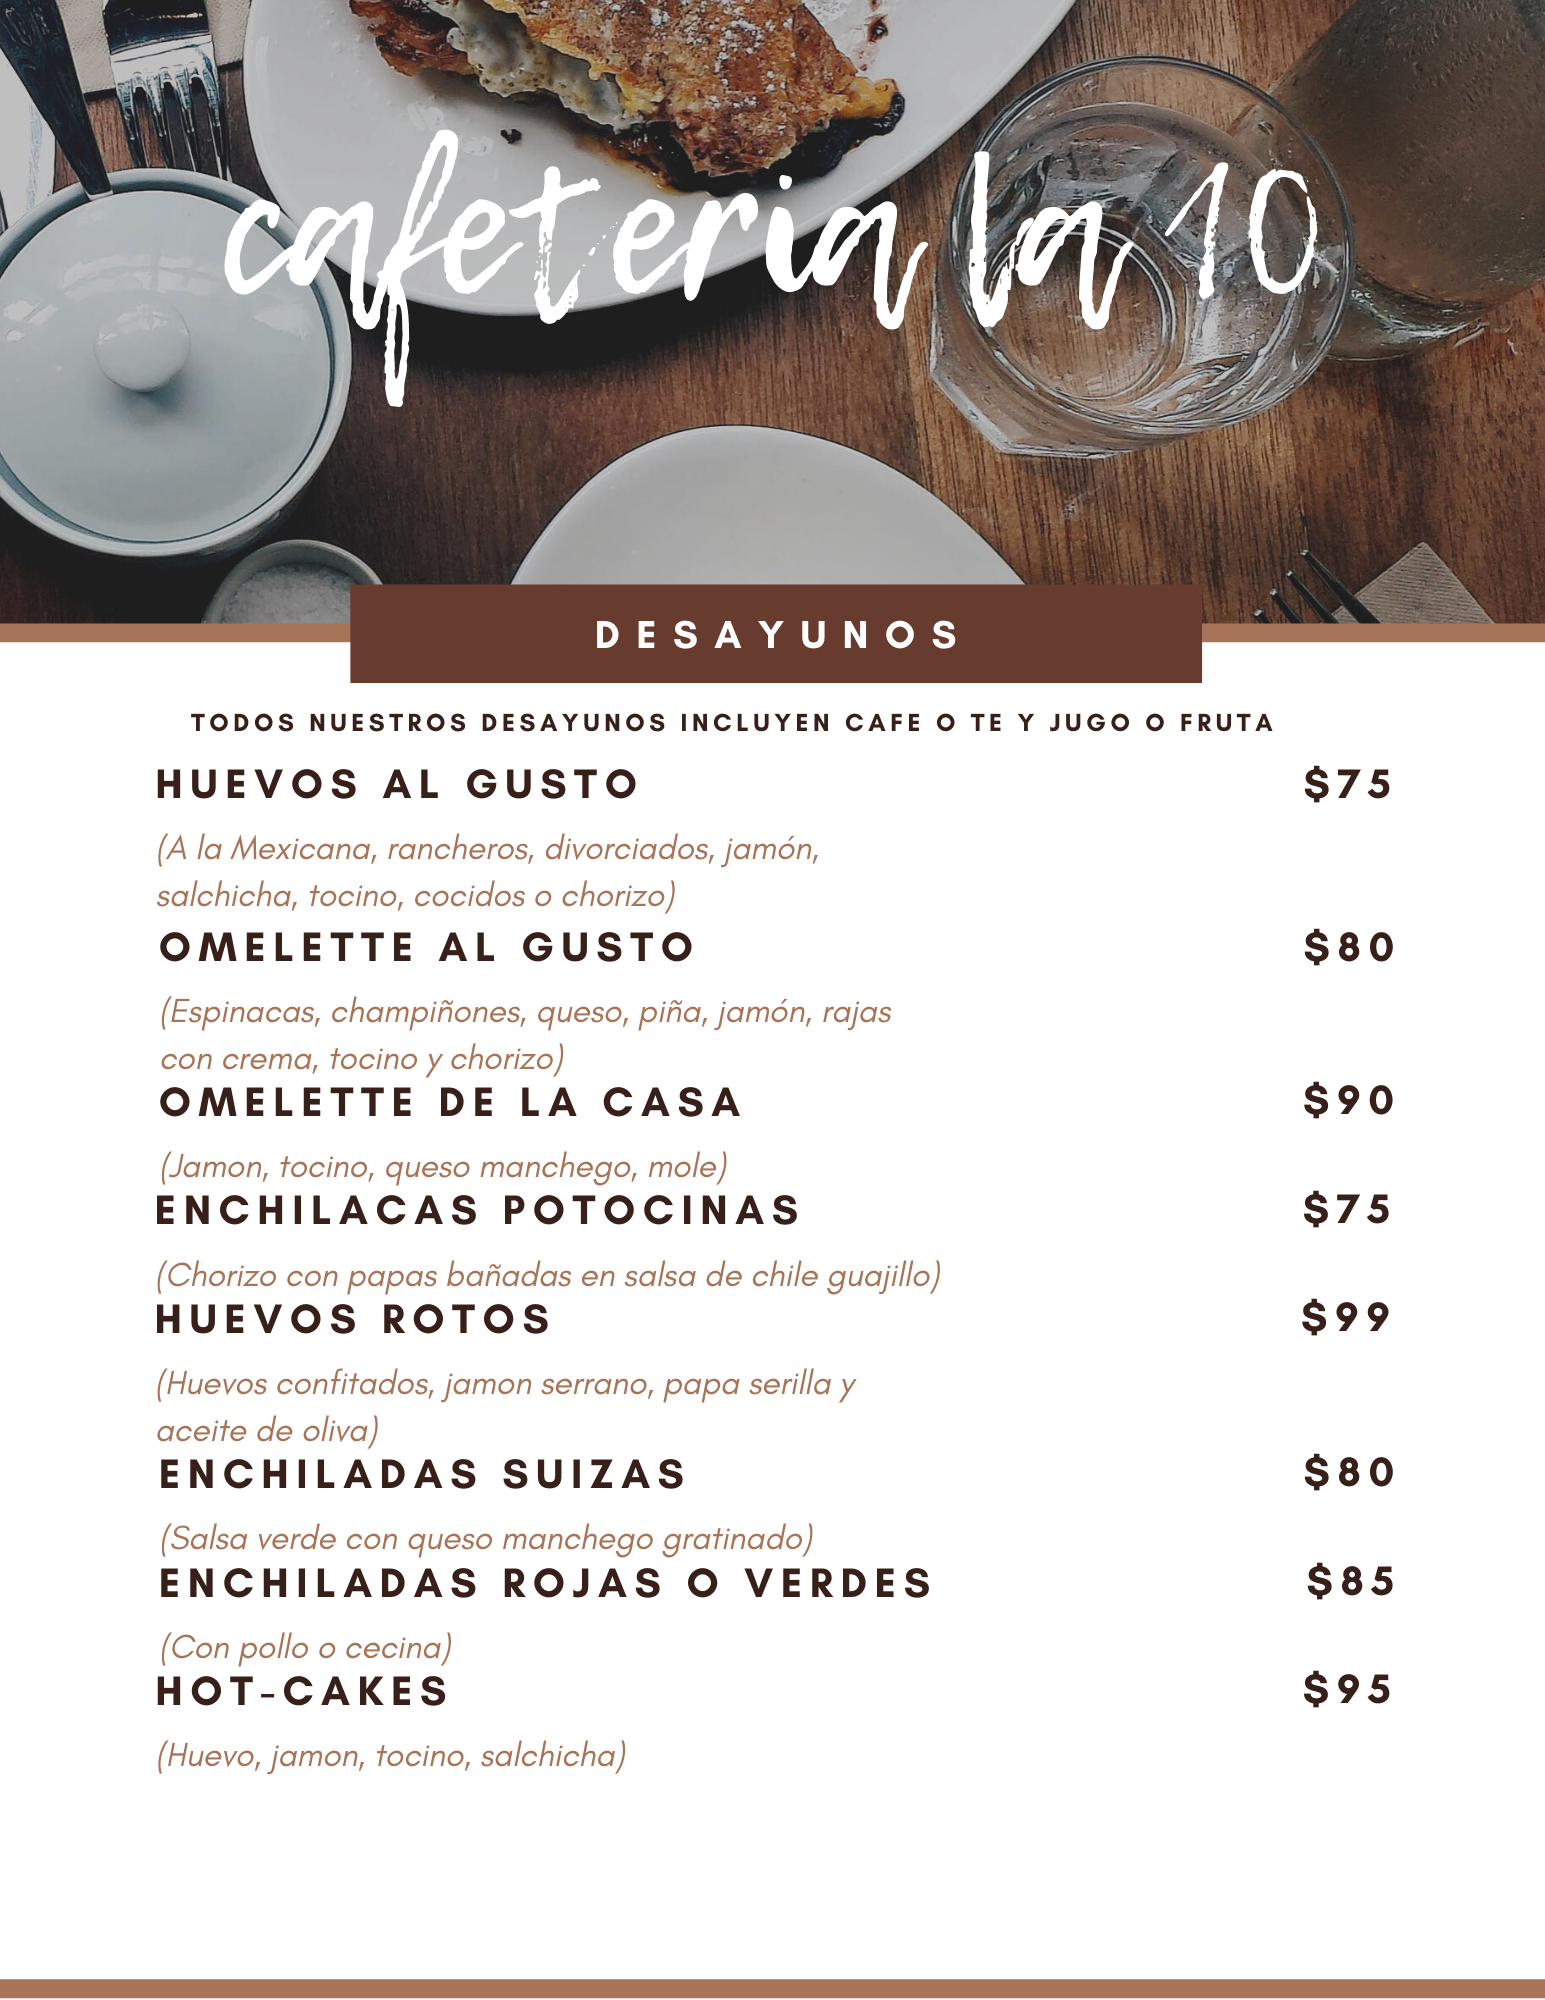 cafeteria la 10
DESAYUNOS
TODOS NUESTROS DESAYUNOS INCLUYEN CAFE O TE Y JUGO O FRUTA
HUEVOS AL GUSTO $75
(A la Mexicana, rancheros, divorciados, jamón,
salchicha, tocino, cocidos o chorizo)
OMELETTE AL GUSTO $80
(Espinacas, champiñones, queso, piña, jamón, rajas
con crema, tocino y chorizo)
OMELETTE DE LA CASA $90
(Jamon, tocino, queso manchego, mole)
ENCHILACAS POTOCINAS $75
(Chorizo con papas bañadas en salsa de chile guajillo)
HUEVOS ROTOS $99
(Huevos confitados, jamon serrano, papa serilla y
aceite de oliva)
ENCHILADAS SUIZAS $80
(Salsa verde con queso manchego gratinado)
ENCHILADAS ROJAS O VERDES $85
(Con pollo o cecina)
HOT-CAKES $95
(Huevo, jamon, tocino, salchicha)